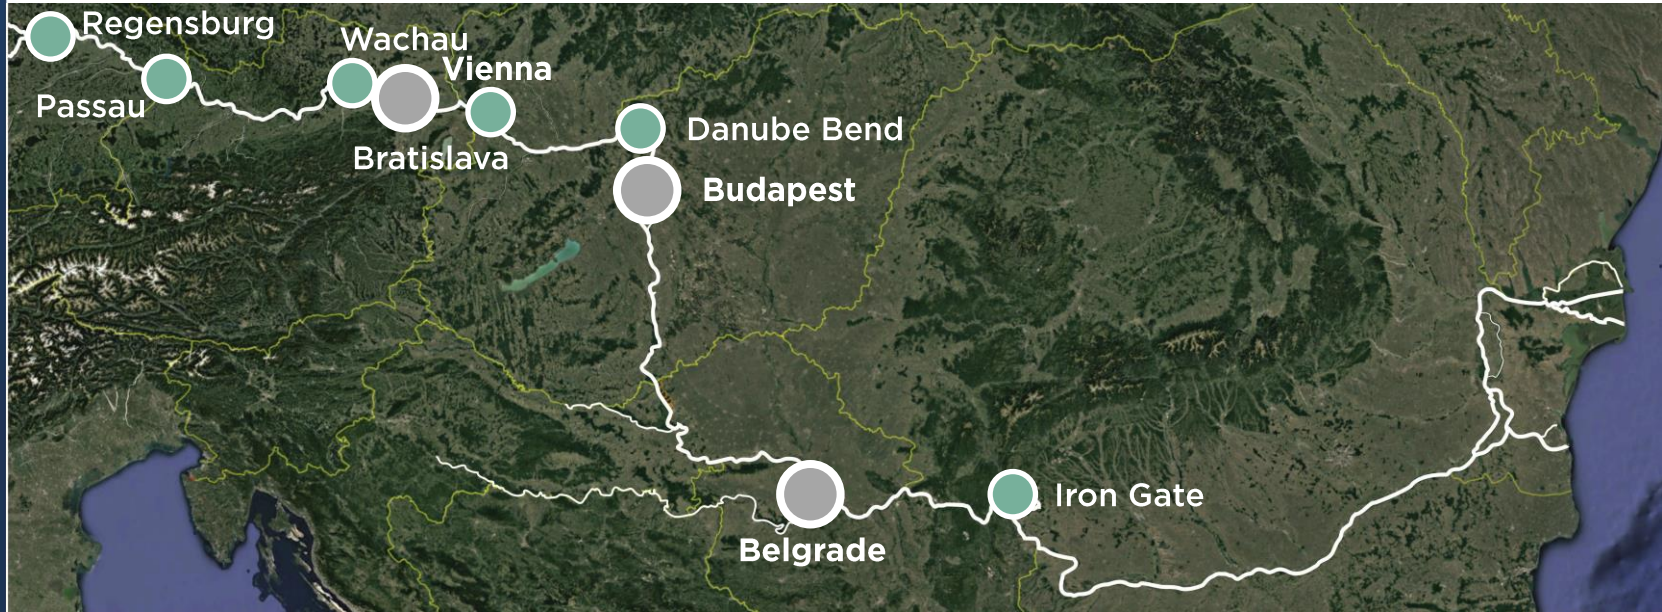 Regensburg
Wachau
Vienna
Passau
Bratislava
Danube Bend
Budapest
Iron Gate
Belgrade